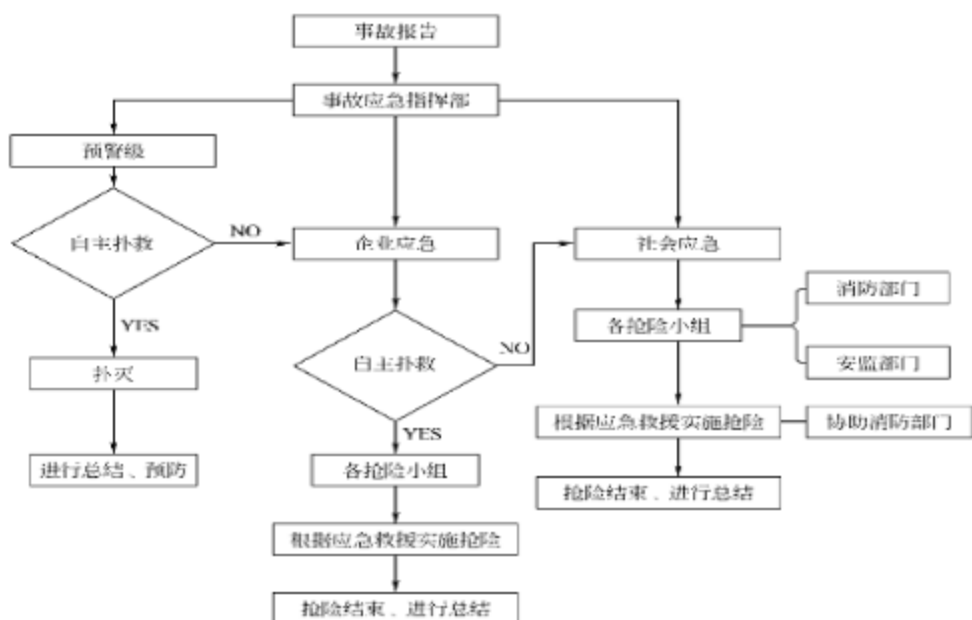 事故报告
事故应急指挥部
预警级
自主扑救
NO
企业应急
社会应急
消防部门
各抢险小组
安监部门
YES
自主扑救
NO
扑灭
根据应急救援实施抢险
协助消防部门
YES
进行总结、预防
各抢险小组
抢险结束、进行总结
根据应急救援实施抢险
抢险结束、进行总结